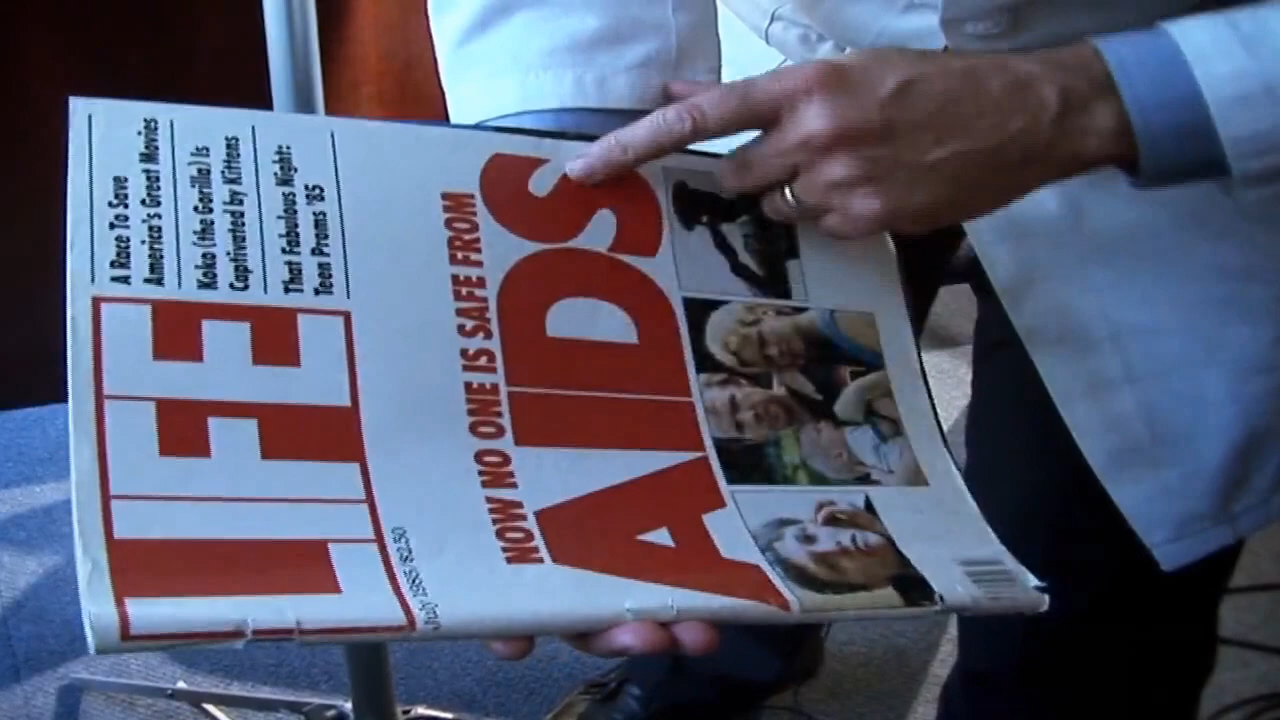 LIFE
A Race To Save
America's Great Movies
Koko (the Gorilla) Is
Captivated by Kittens
That Fabulous Night:
Teen Proms '85
July 1985/$2.50
NOW NO ONE IS SAFE FROM
AIDS